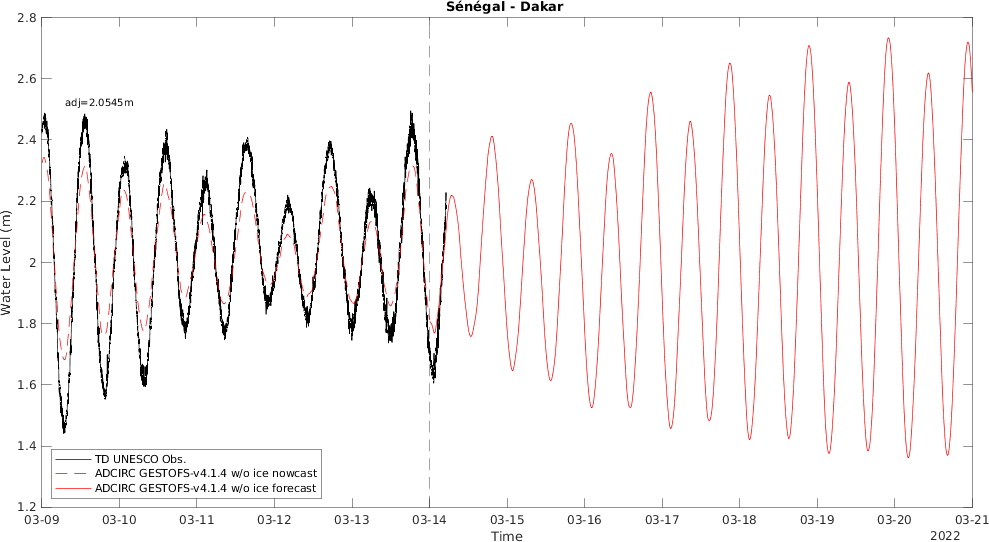 Sénégal - Dakar
2.8
2.6
2.4
2.2
2
1.8
1.6
1.4
1.2
Water Level (m)
adj=2.0545m
TD UNESCO Obs.
ADCIRC GESTOFS-v4.1.4 w/o ice nowcast
ADCIRC GESTOFS-v4.1.4 w/o ice forecast
03-09 03-10 03-11 03-12 03-13 03-14 03-15 03-16 03-17 03-18 03-19 03-20 03-21
Time
2022